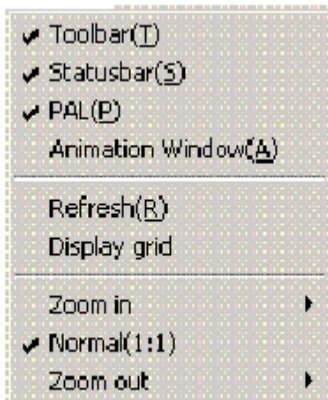 Toolbar(T)
Statusbar(S)
PAL(P)
Animation Window(A)
Refresh(R)
Display grid
Zoom in
Normal(1:1)
Zoom out